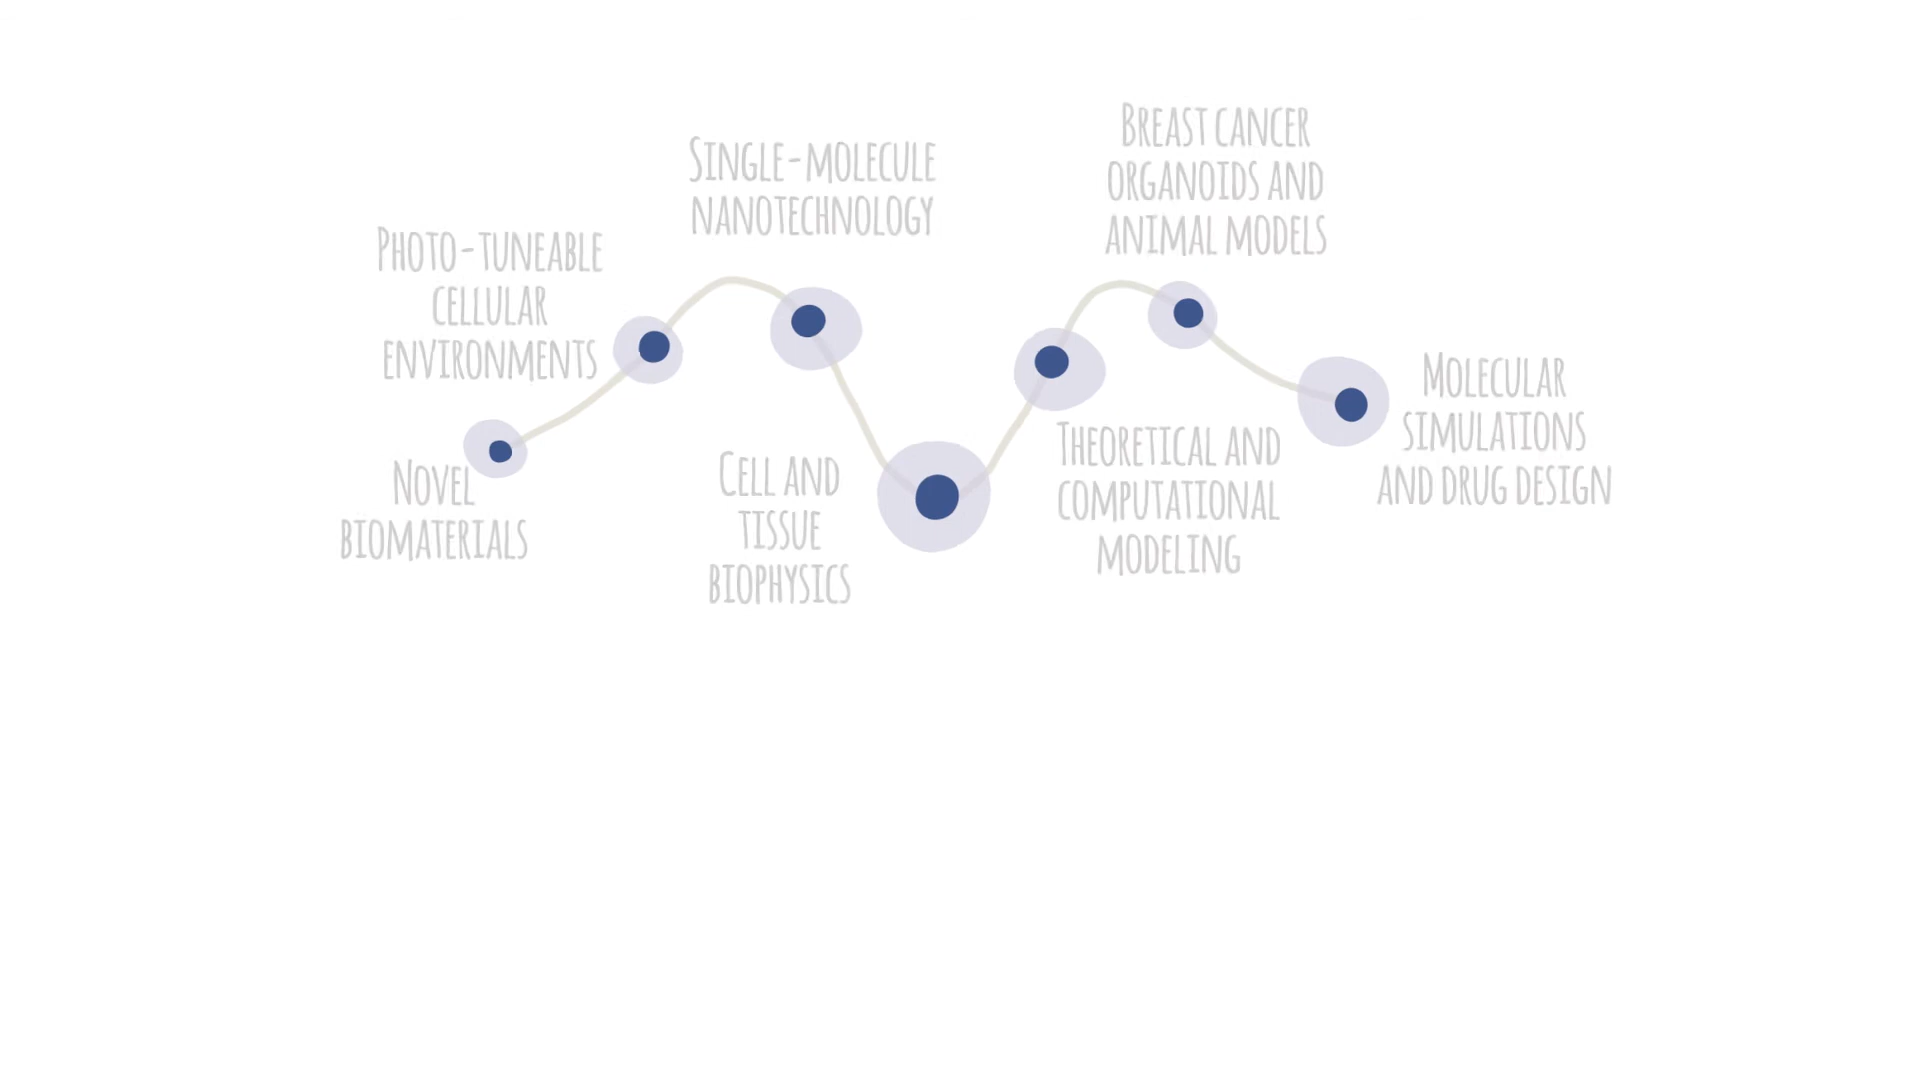 Novel
biomaterials
Photo-tuneable
cellular
environments
Single-molecule
nanotechnology
Cell and
tissue
biophysics
Theoretical and
computational
modeling
Breast cancer
organoids and
animal models
Molecular
simulations
and drug design